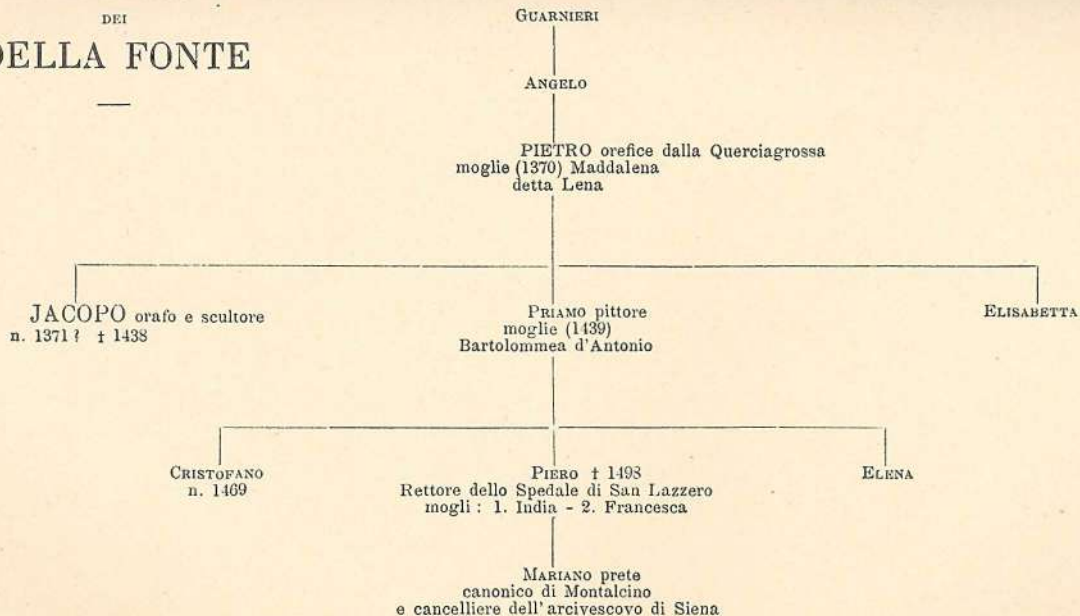 DEI
DELLA FONTE
GUARNIERI
ANGELO
PIETRO orefice dalla Querciagrossa
moglie (1370) Maddalena
detta Lena
JACOPO orafo e scultore
n. 1371? † 1438
PRIAMO pittore
moglie (1439)
Bartolommea d'Antonio
ELISABETTA
CRISTOFANO
n. 1469
PIERO † 1498
Rettore dello Spedale di San Lazzero
mogli : 1. India - 2. Francesca
ELENA
MARIANO prete
canonico di Montalcino
e cancelliere dell'arcivescovo di Siena